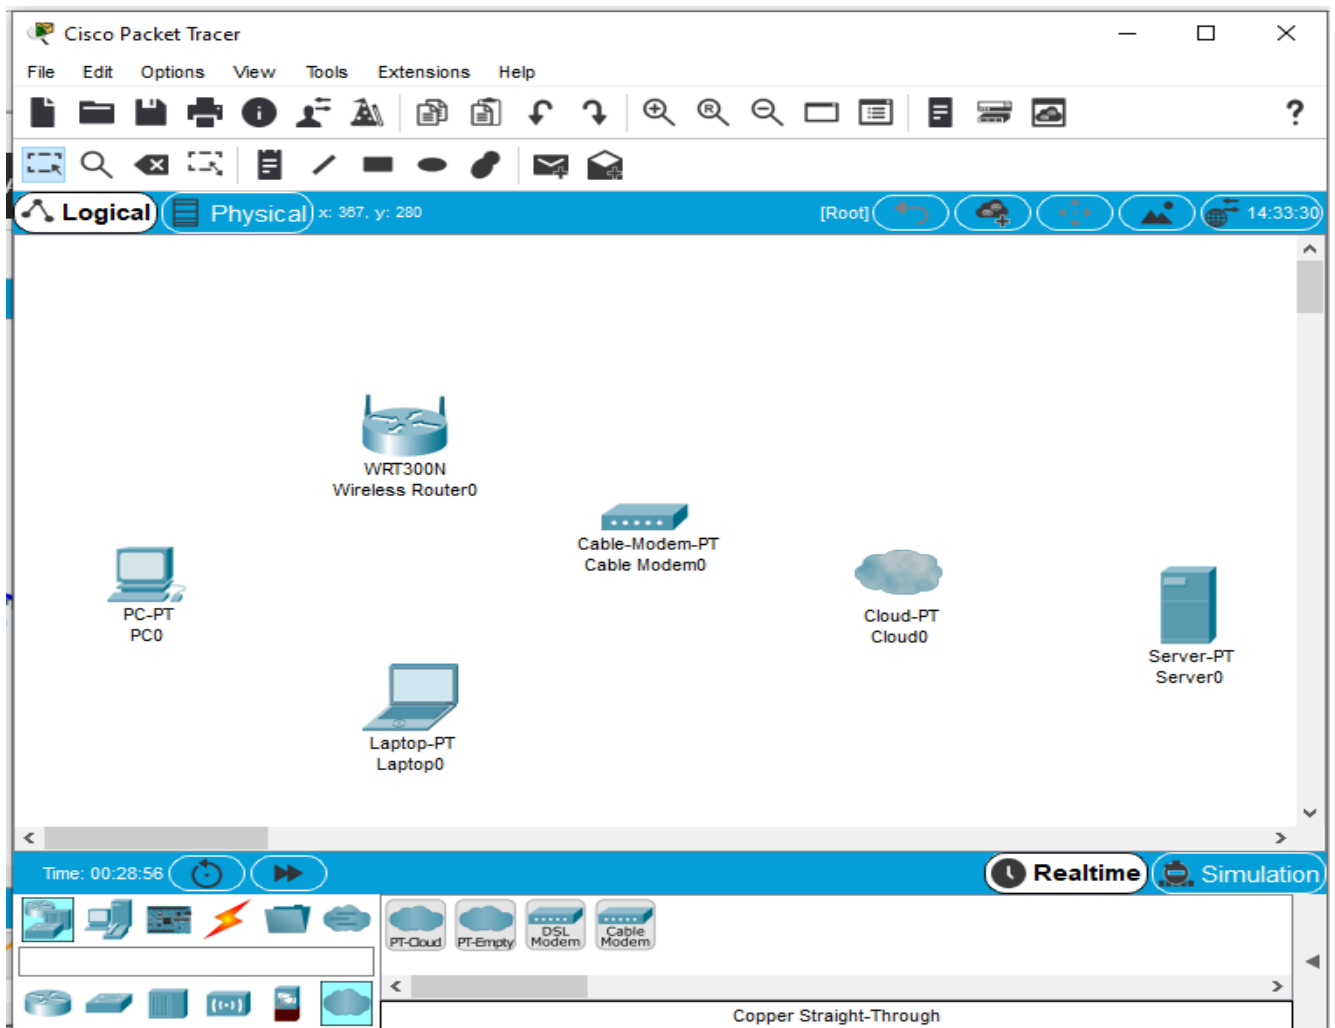 Cisco Packet Tracer
File Edit Options View Tools Extensions Help
?
Logical Physical x: 367, y: 280 [Root] 14:33:30
WRT300N
Wireless Router0
Cable-Modem-PT
Cable Modem0
PC-PT
PC0
Cloud-PT
Cloud0
Server-PT
Server0
Laptop-PT
Laptop0
Time: 00:28:56 Realtime Simulation
PT-Cloud PT-Empty DSL Modem Cable Modem
Copper Straight-Through